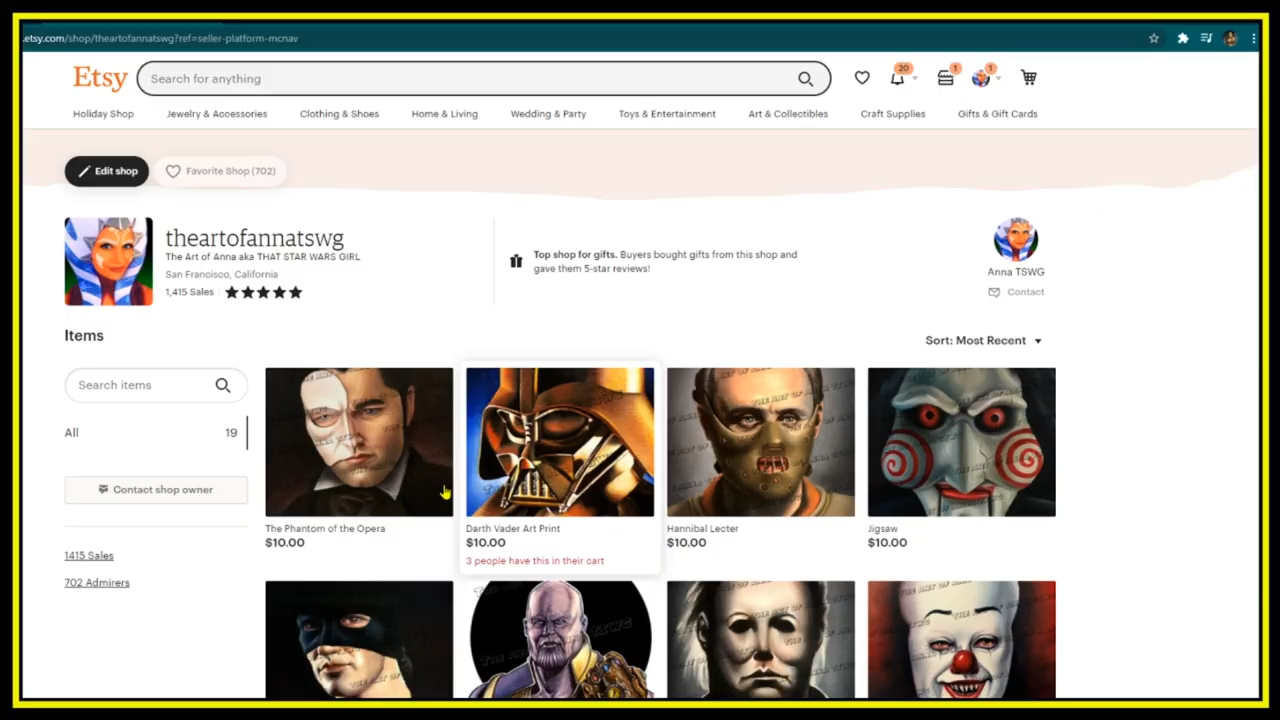 .etsy.com/shop/theartofannatswg?ref=seller-platform-mcnav
Etsy
Search for anything
20
1
1
Holiday Shop
Jewelry & Accessories
Clothing & Shoes
Home & Living
Wedding & Party
Toys & Entertainment
Art & Collectibles
Craft Supplies
Gifts & Gift Cards
Edit shop
Favorite Shop (702)
theartofannatswg
The Art of Anna aka THAT STAR WARS GIRL
San Francisco, California
1,415 Sales
Top shop for gifts. Buyers bought gifts from this shop and
gave them 5-star reviews!
Anna TSWG
Contact
Items
Sort: Most Recent
Search items
All
19
Contact shop owner
1415 Sales
702 Admirers
The Phantom of the Opera
$10.00
Darth Vader Art Print
$10.00
3 people have this in their cart
Hannibal Lecter
$10.00
Jigsaw
$10.00